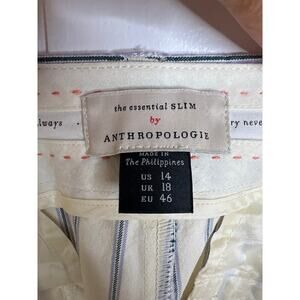 the essential SLIM
by
ANTHROPOLOGIE
always
ry neve
MADE IN
The Philippines
US 14
UK 18
EU 46